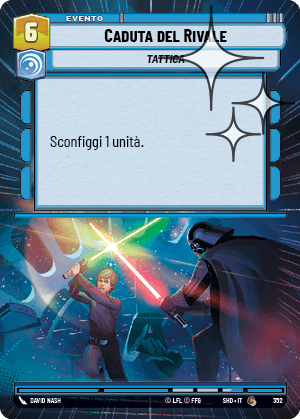 6
EVENTO
CADUTA DEL RIVALE
TATTICA
Sconfiggi 1 unità.
DAVID NASH
© LFL © FFG
SHD • IT
352